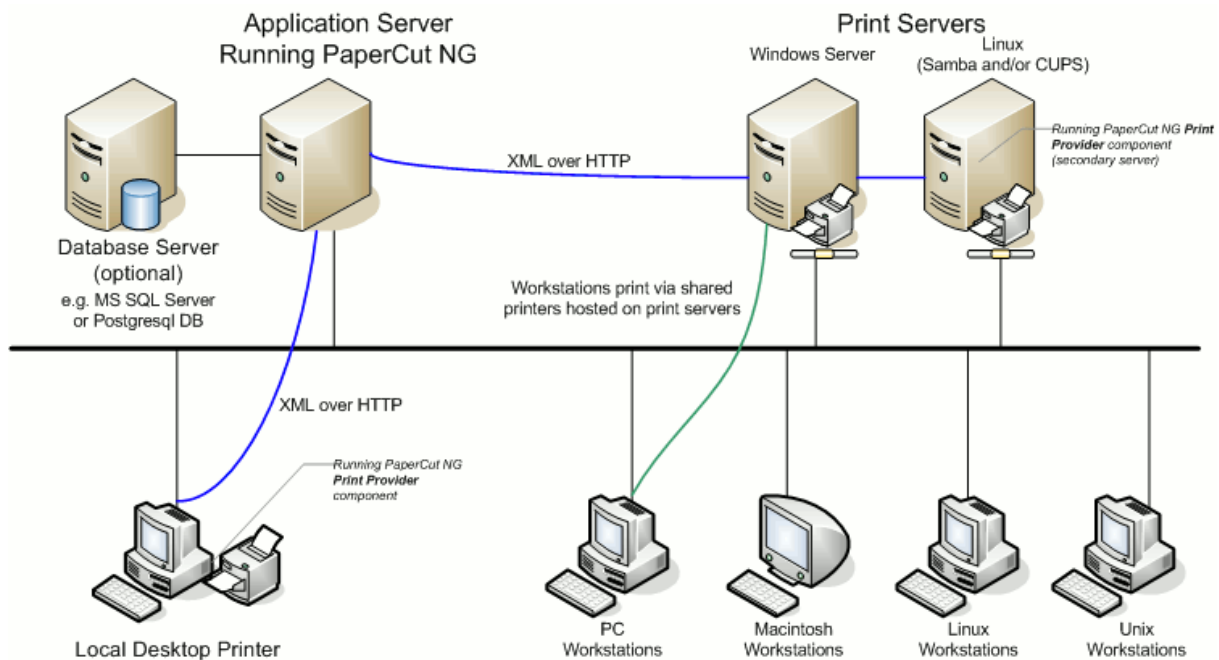 Application Server
Running PaperCut NG
Print Servers
Windows Server
Linux
(Samba and/or CUPS)
Running PaperCut NG Print
Provider component
(secondary server)
XML over HTTP
Database Server
(optional)
e.g. MS SQL Server
or Postgresql DB
Workstations print via shared
printers hosted on print servers
XML over HTTP
Running PaperCut NG
Print Provider
component
Local Desktop Printer
PC
Workstations
Macintosh
Workstations
Linux
Workstations
Unix
Workstations